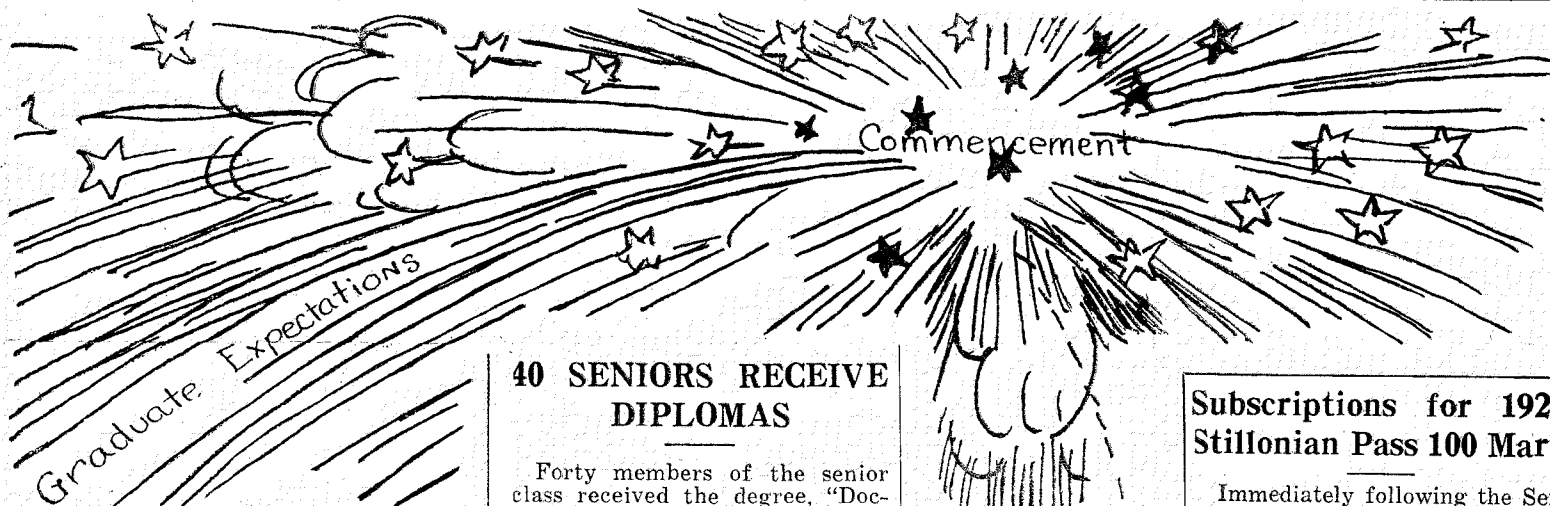 Commencement
Graduate Expectations
40 SENIORS RECEIVE
DIPLOMAS
Forty members of the senior
class received the degree, “Doc-
Subscriptions for 192
Stillonian Pass 100 Mar
Immediately following the Se